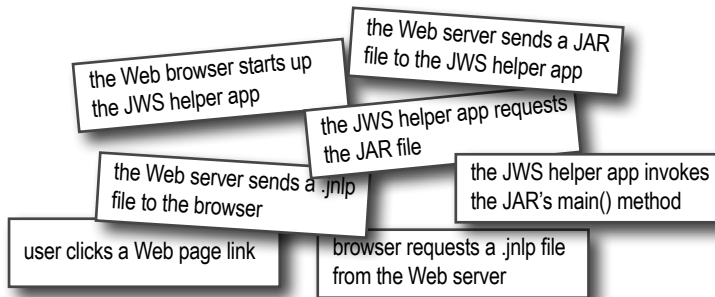 the Web server sends a JAR
file to the JWS helper app
the Web browser starts up
the JWS helper app
the JWS helper app requests
the JAR file
the Web server sends a .jnlp
file to the browser
the JWS helper app invokes
the JAR’s main() method
user clicks a Web page link
browser requests a .jnlp file
from the Web server